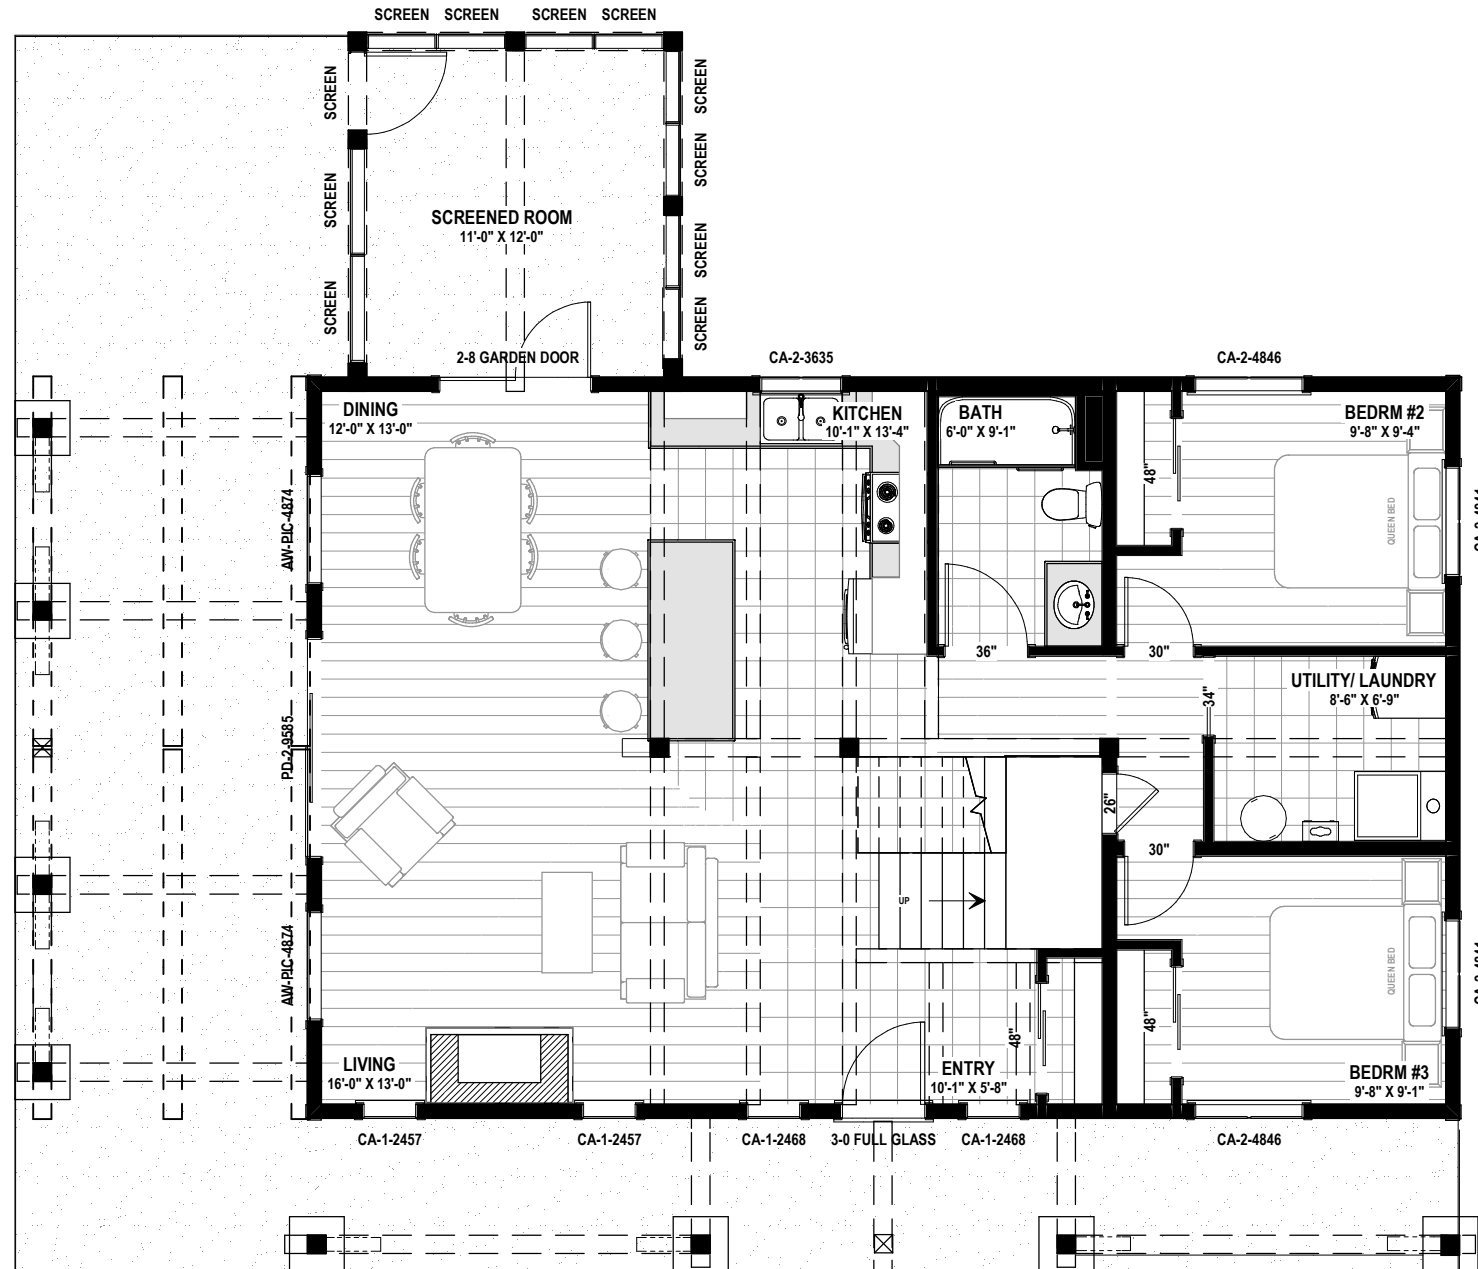 SCREEN SCREEN SCREEN SCREEN
SCREEN
SCREEN
SCREEN
SCREEN
SCREEN
SCREEN
SCREEN
SCREENED ROOM
11'-0" X 12'-0"
2-8 GARDEN DOOR
CA-2-3635
CA-2-4846
DINING
12'-0" X 13'-0"
KITCHEN
10'-1" X 13'-4"
BATH
6'-0" X 9'-1"
BEDRM #2
9'-8" X 9'-4"
48"
QUEEN BED
AW-PIC-4874
36"
30"
34"
UTILITY/ LAUNDRY
8'-6" X 6'-9"
PD-2-9585
26"
30"
UP
AW-PIC-4874
QUEEN BED
48"
48"
LIVING
16'-0" X 13'-0"
ENTRY
10'-1" X 5'-8"
BEDRM #3
9'-8" X 9'-1"
CA-1-2457
CA-1-2457
CA-1-2468
3-0 FULL GLASS
CA-1-2468
CA-2-4846